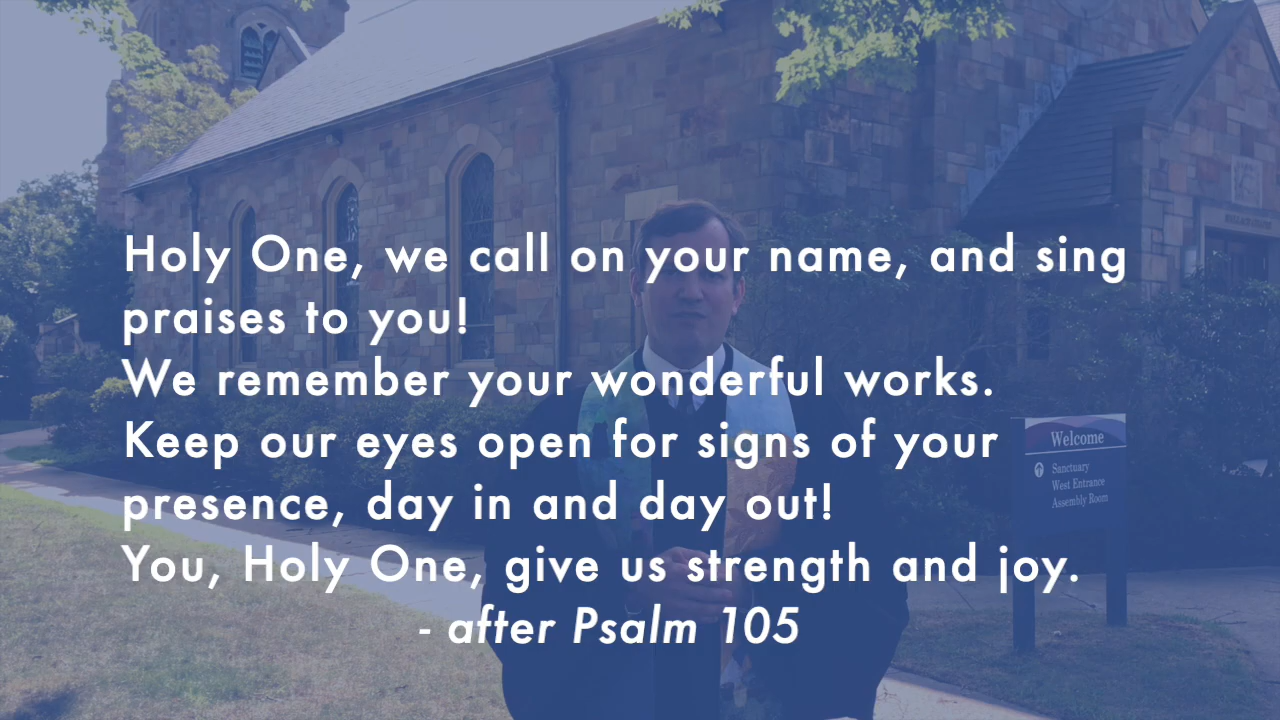 Holy One, we call on your name, and sing
praises to you!
We remember your wonderful works.
Keep our eyes open for signs of your
presence, day in and day out!
You, Holy One, give us strength and joy.
- after Psalm 105
Welcome
Sanctuary
West Entrance
Assembly Room